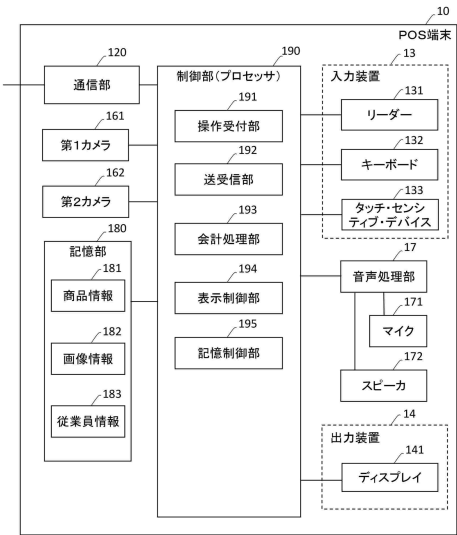 10
POS端末
120
通信部
161
第1カメラ
162
第2カメラ
180
記憶部
181
商品情報
182
画像情報
183
従業員情報
190
制御部(プロセッサ)
191
操作受付部
192
送受信部
193
会計処理部
194
表示制御部
195
記憶制御部
13
入力装置
131
リーダー
132
キーボード
133
タッチ・センシ
ティブ・デバイス
17
音声処理部
171
マイク
172
スピーカ
14
出力装置
141
ディスプレイ